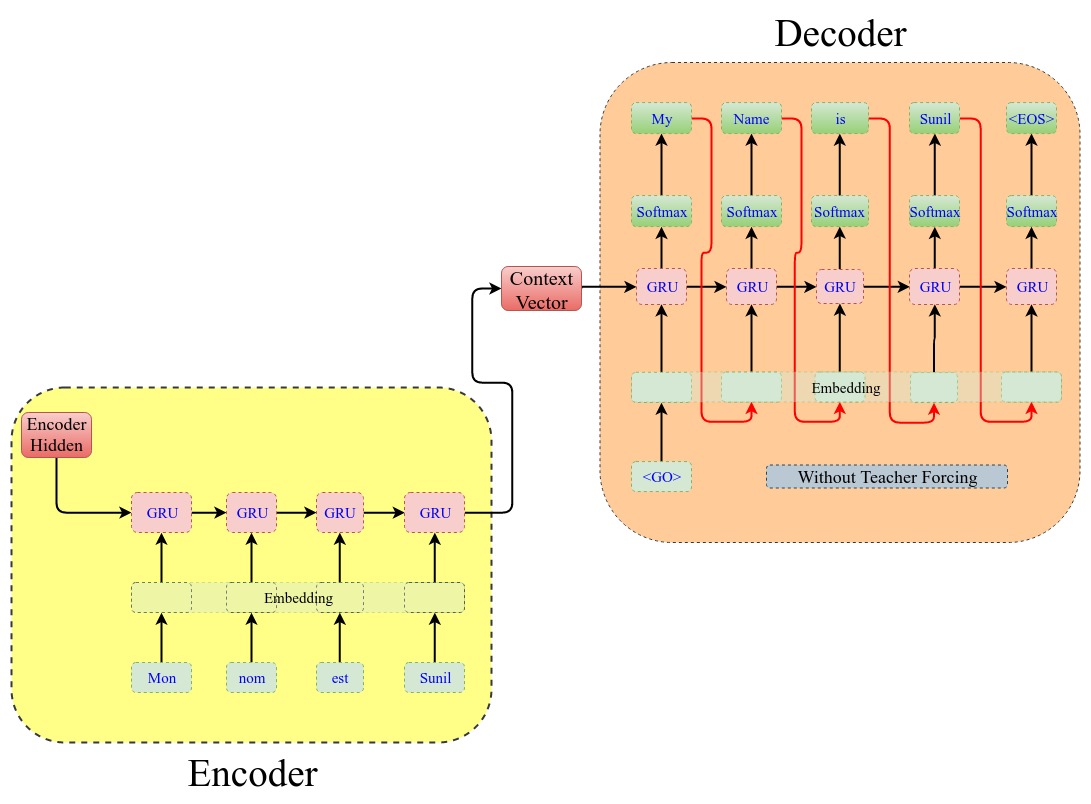 Decoder
My Name is Sunil <EOS>
Softmax Softmax Softmax Softmax Softmax
Context
Vector
GRU GRU GRU GRU GRU
Embedding
<GO>
Without Teacher Forcing
Encoder
Hidden
GRU GRU GRU GRU
Embedding
Mon nom est Sunil
Encoder